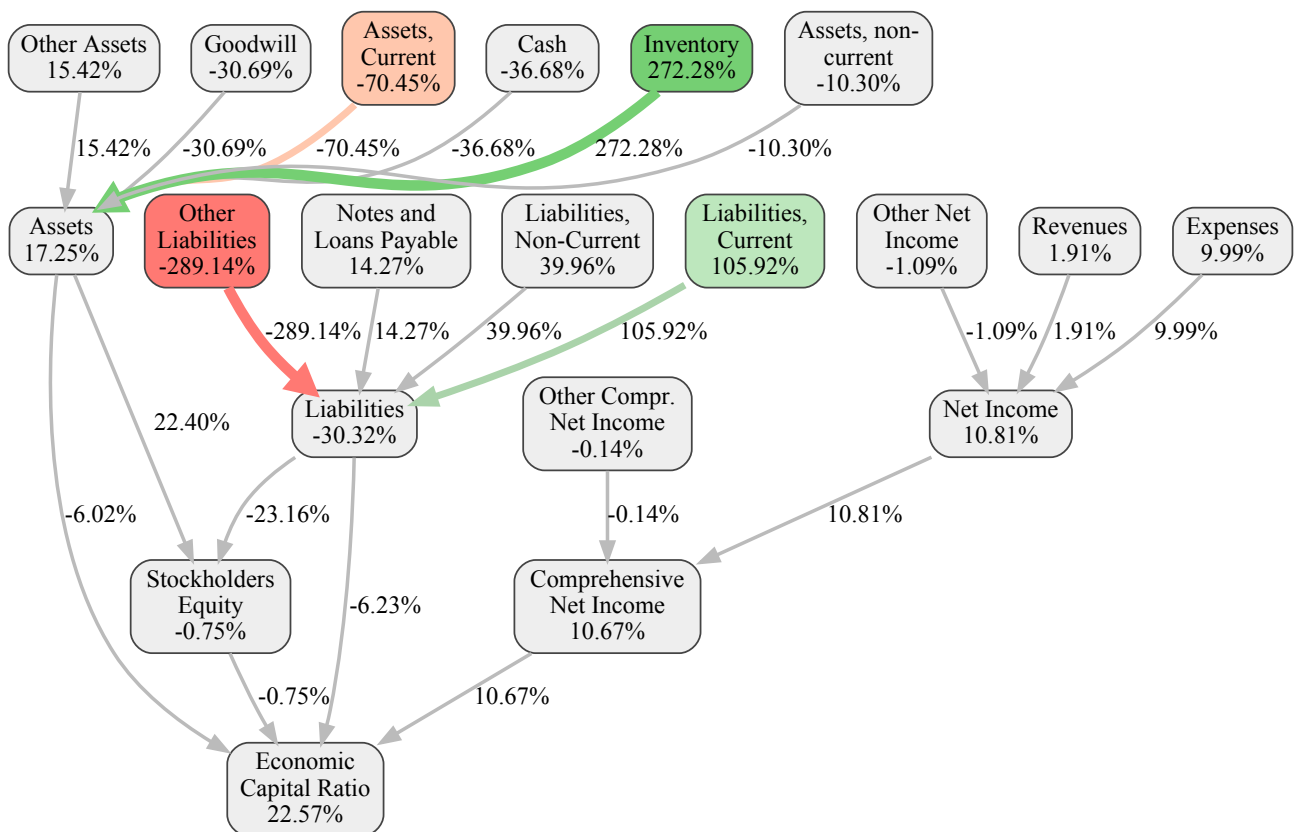 Other Assets
15.42%
Goodwill
-30.69%
Assets,
Current
-70.45%
Cash
-36.68%
Inventory
272.28%
Assets, non-
current
-10.30%
15.42%
-30.69%
-70.45%
-36.68%
272.28%
-10.30%
Assets
17.25%
Other
Liabilities
-289.14%
Notes and
Loans Payable
14.27%
Liabilities,
Non-Current
39.96%
Liabilities,
Current
105.92%
Other Net
Income
-1.09%
Revenues
1.91%
Expenses
9.99%
-289.14%
14.27%
39.96%
105.92%
-1.09%
1.91%
9.99%
22.40%
Liabilities
-30.32%
Other Compr.
Net Income
-0.14%
Net Income
10.81%
-6.02%
-23.16%
-0.14%
10.81%
Stockholders
Equity
-0.75%
-6.23%
Comprehensive
Net Income
10.67%
-0.75%
10.67%
Economic
Capital Ratio
22.57%